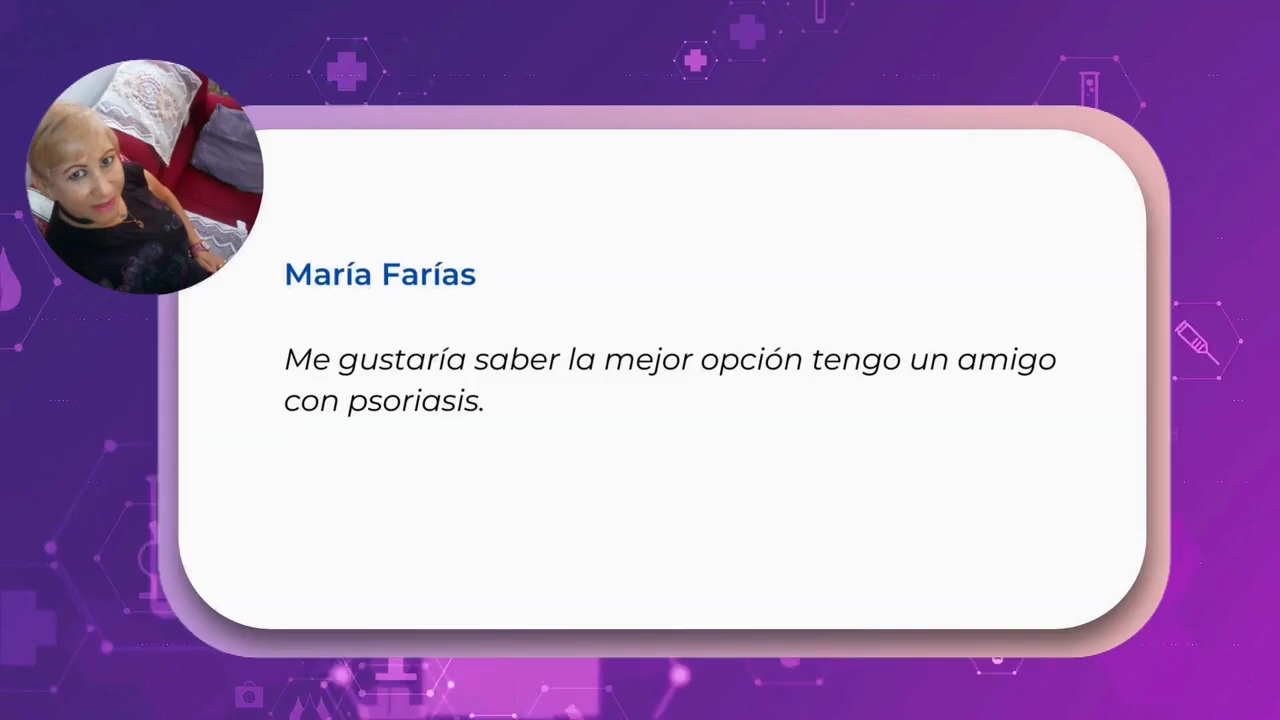 María Farías
Me gustaría saber la mejor opción tengo un amigo
con psoriasis.